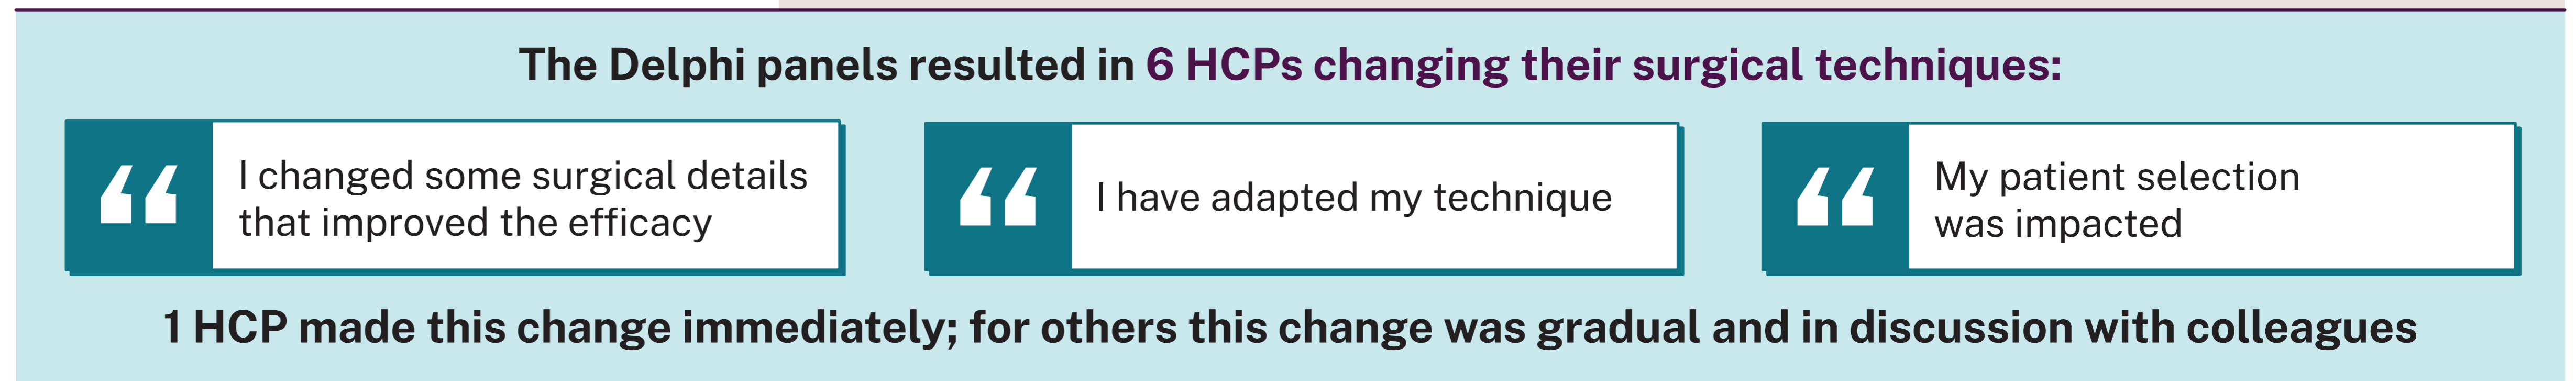 The Delphi panels resulted in 6 HCPs changing their surgical techniques:
“
I changed some surgical details
that improved the efficacy
“
I have adapted my technique
“
My patient selection
was impacted
1 HCP made this change immediately; for others this change was gradual and in discussion with colleagues